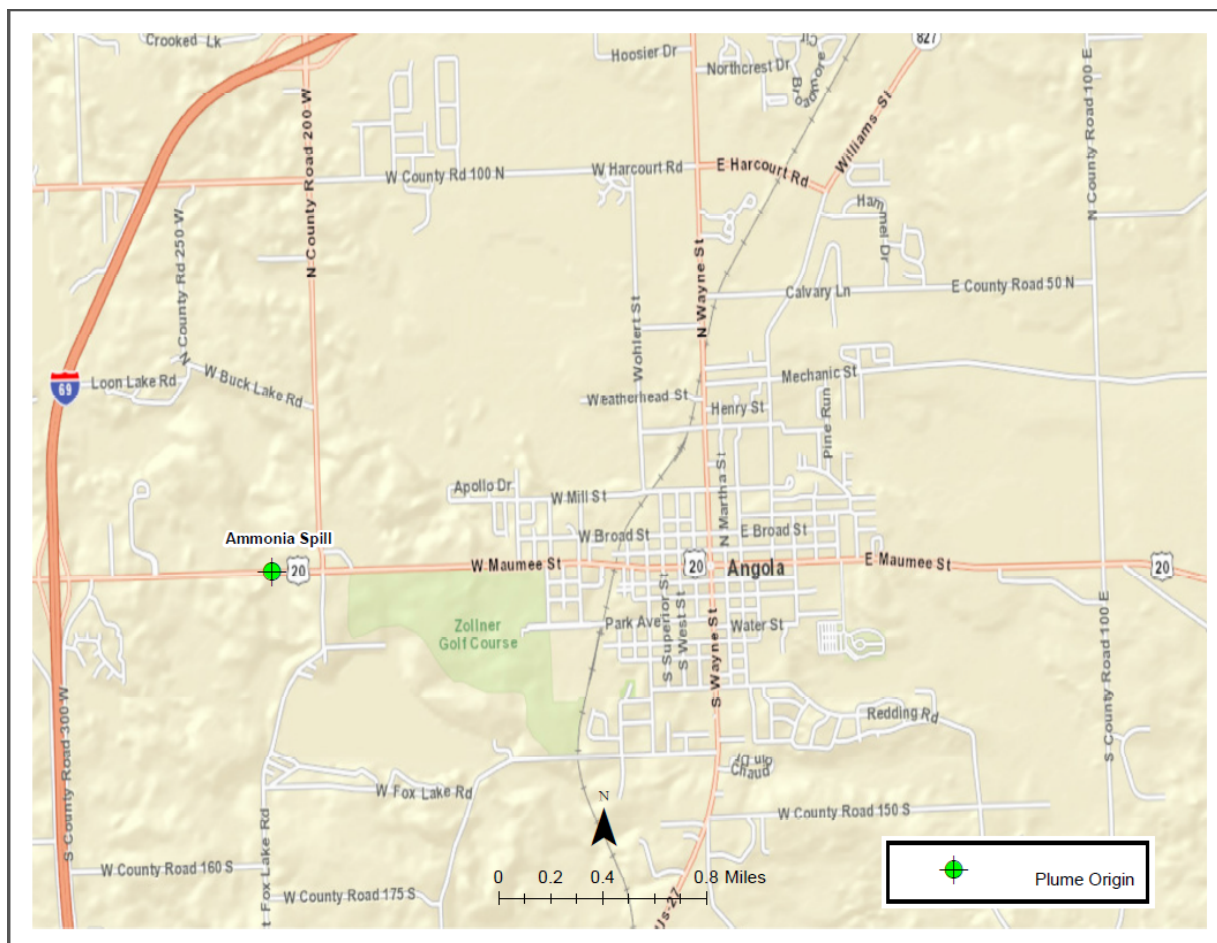 Crooked Lk
Hoosier Dr
Northcrest Dr
827
Williams St
N County Road 200 W
N County Road 100 E
W County Rd 100 N
W Harcourt Rd
E Harcourt Rd
Hammel Dr
N County Rd 250 W
N Wayne St
Calvary Ln
E County Road 50 N
Wohlert St
Loon Lake Rd
69
N
W Buck Lake Rd
Mechanic St
Weatherhead St
Henry St
Pine Run
N Martha St
Apollo Dr
W Mill St
W Broad St
E Broad St
Ammonia Spill
20
W Maumee St
20
Angola
E Maumee St
20
Zollner
Golf Course
Park Ave
S Superior St
S West St
Water St
S Wayne St
S County Road 100 E
S County Road 300 W
Redding Rd
W Fox Lake Rd
N
W County Road 150 S
W County Road 160 S
t Fox Lake Rd
W County Road 175 S
0 0.2 0.4 0.8 Miles
Plume Origin